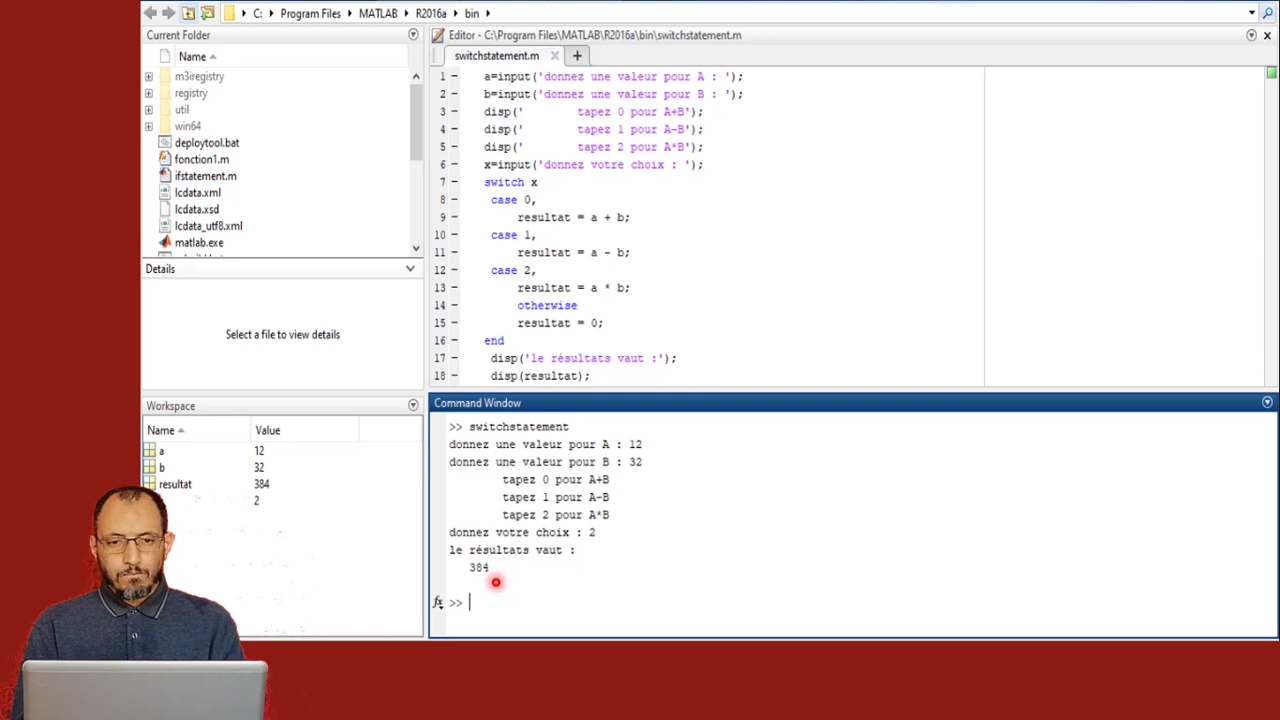 C: Program Files MATLAB R2016a bin
Current Folder
Name
m3iregistry
registry
util
win64
deploytool.bat
fonction1.m
ifstatement.m
lcdata.xml
lcdata.xsd
lcdata_utf8.xml
matlab.exe
Details
Select a file to view details
Workspace
Name Value
a 12
b 32
resultat 384
2
Editor - C:\Program Files\MATLAB\R2016a\bin\switchstatement.m
switchstatement.m
1 - a=input('donnez une valeur pour A : ');
2 - b=input('donnez une valeur pour B : ');
3 - disp('        tapez 0 pour A+B');
4 - disp('        tapez 1 pour A-B');
5 - disp('        tapez 2 pour A*B');
6 - x=input('donnez votre choix : ');
7 - switch x
8 - case 0,
9 - resultat = a + b;
10 - case 1,
11 - resultat = a - b;
12 - case 2,
13 - resultat = a * b;
14 - otherwise
15 - resultat = 0;
16 - end
17 - disp('le résultats vaut :');
18 - disp(resultat);
Command Window
>> switchstatement
donnez une valeur pour A : 12
donnez une valeur pour B : 32
tapez 0 pour A+B
tapez 1 pour A-B
tapez 2 pour A*B
donnez votre choix : 2
le résultats vaut :
384
fx >>